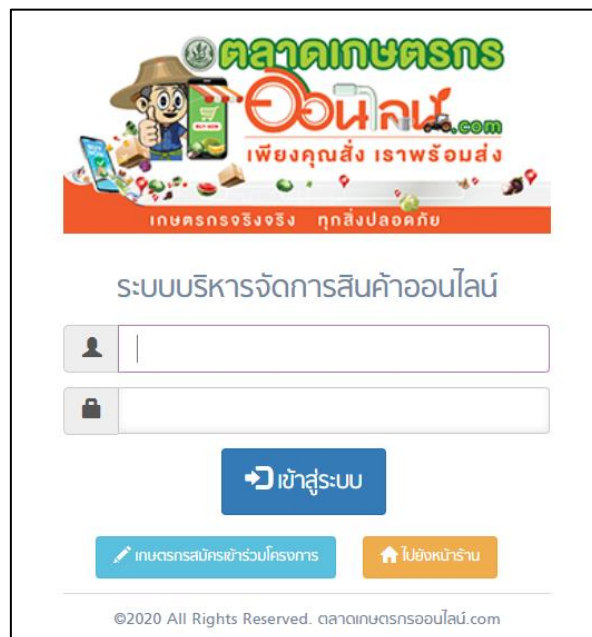 ตลาดเกษตรกร
ออนไลน์.com
BUY NOW
เพียงคุณสั่ง เราพร้อมส่ง
เกษตรกรจริงจริง ทุกสิ่งปลอดภัย
ระบบบริหารจัดการสินค้าออนไลน์
เข้าสู่ระบบ
เกษตรกรสมัครเข้าร่วมโครงการ
ไปยังหน้าร้าน
©2020 All Rights Reserved. ตลาดเกษตรกรออนไลน์.com